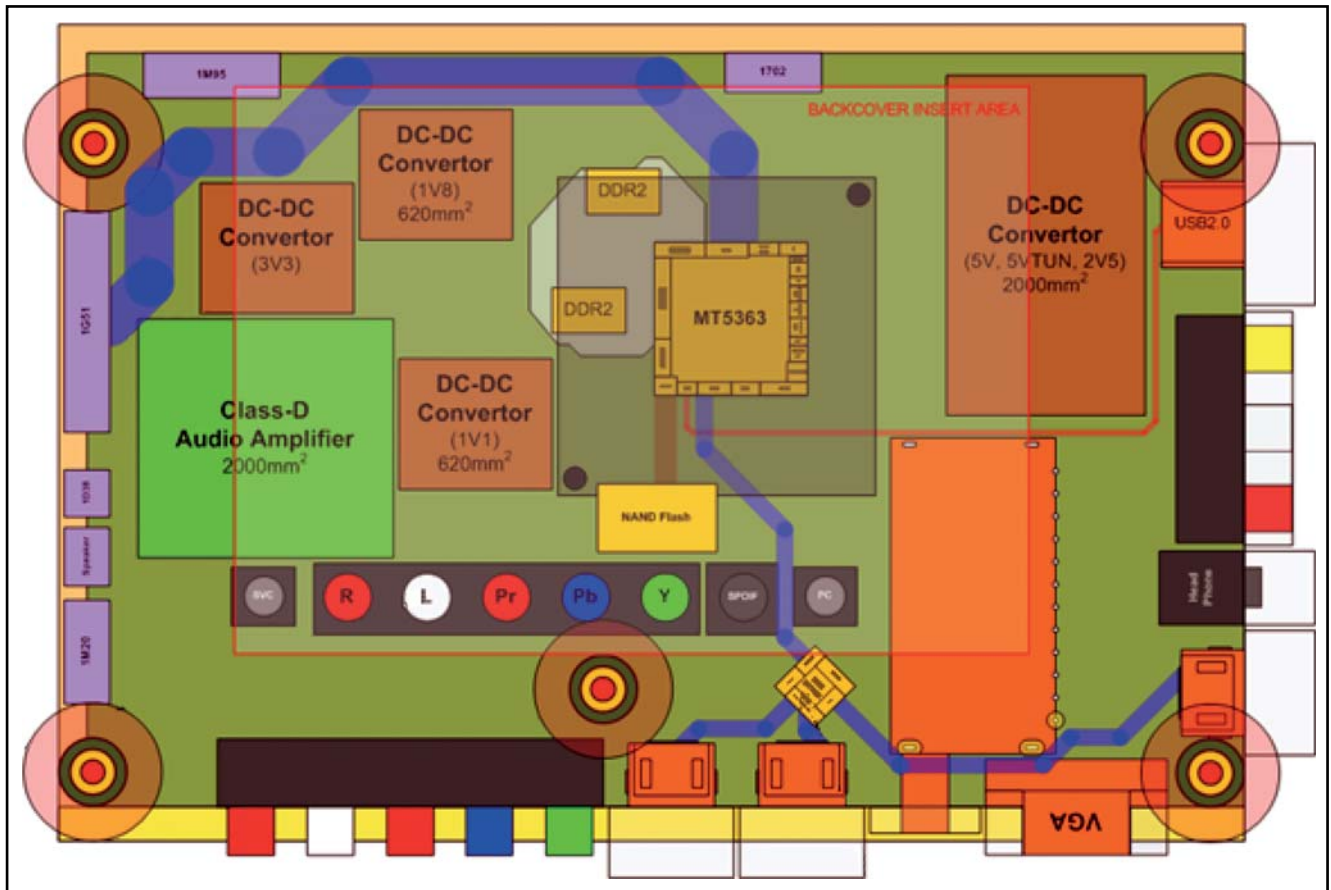 1M95
1702
BACKCOVER INSERT AREA
DC-DC
Convertor
(1V8)
620mm²
DC-DC
Convertor
(3V3)
DDR2
DDR2
MT5363
DC-DC
Convertor
(5V, 5VTUN, 2V5)
2000mm²
USB2.0
1G51
Class-D
Audio Amplifier
2000mm²
DC-DC
Convertor
(1V1)
620mm²
NAND Flash
Speaker
1M20
SVC
R
L
Pr
Pb
Y
SPDIF
PC
Head
Phone
VGA